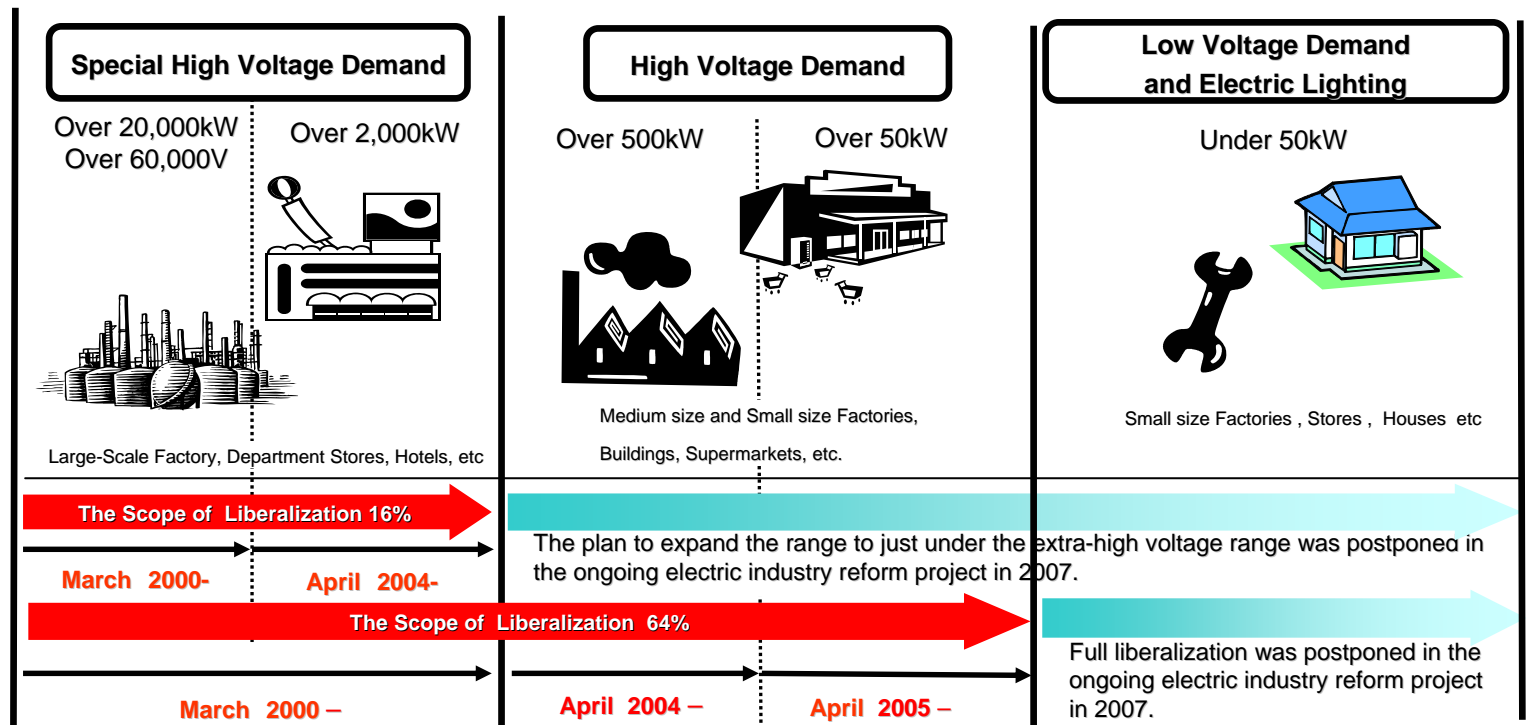 Special High Voltage Demand
High Voltage Demand
Low Voltage Demand
and Electric Lighting
Over 20,000kW
Over 60,000V
Over 2,000kW
Over 500kW
Over 50kW
Under 50kW
Large-Scale Factory, Department Stores, Hotels, etc
Medium size and Small size Factories,
Buildings, Supermarkets, etc.
Small size Factories , Stores , Houses etc
The Scope of Liberalization 16%
The plan to expand the range to just under the extra-high voltage range was postponed in
the ongoing electric industry reform project in 2007.
March 2000-
April 2004-
The Scope of Liberalization 64%
Full liberalization was postponed in the
ongoing electric industry reform project
in 2007.
March 2000 –
April 2004 –
April 2005 –